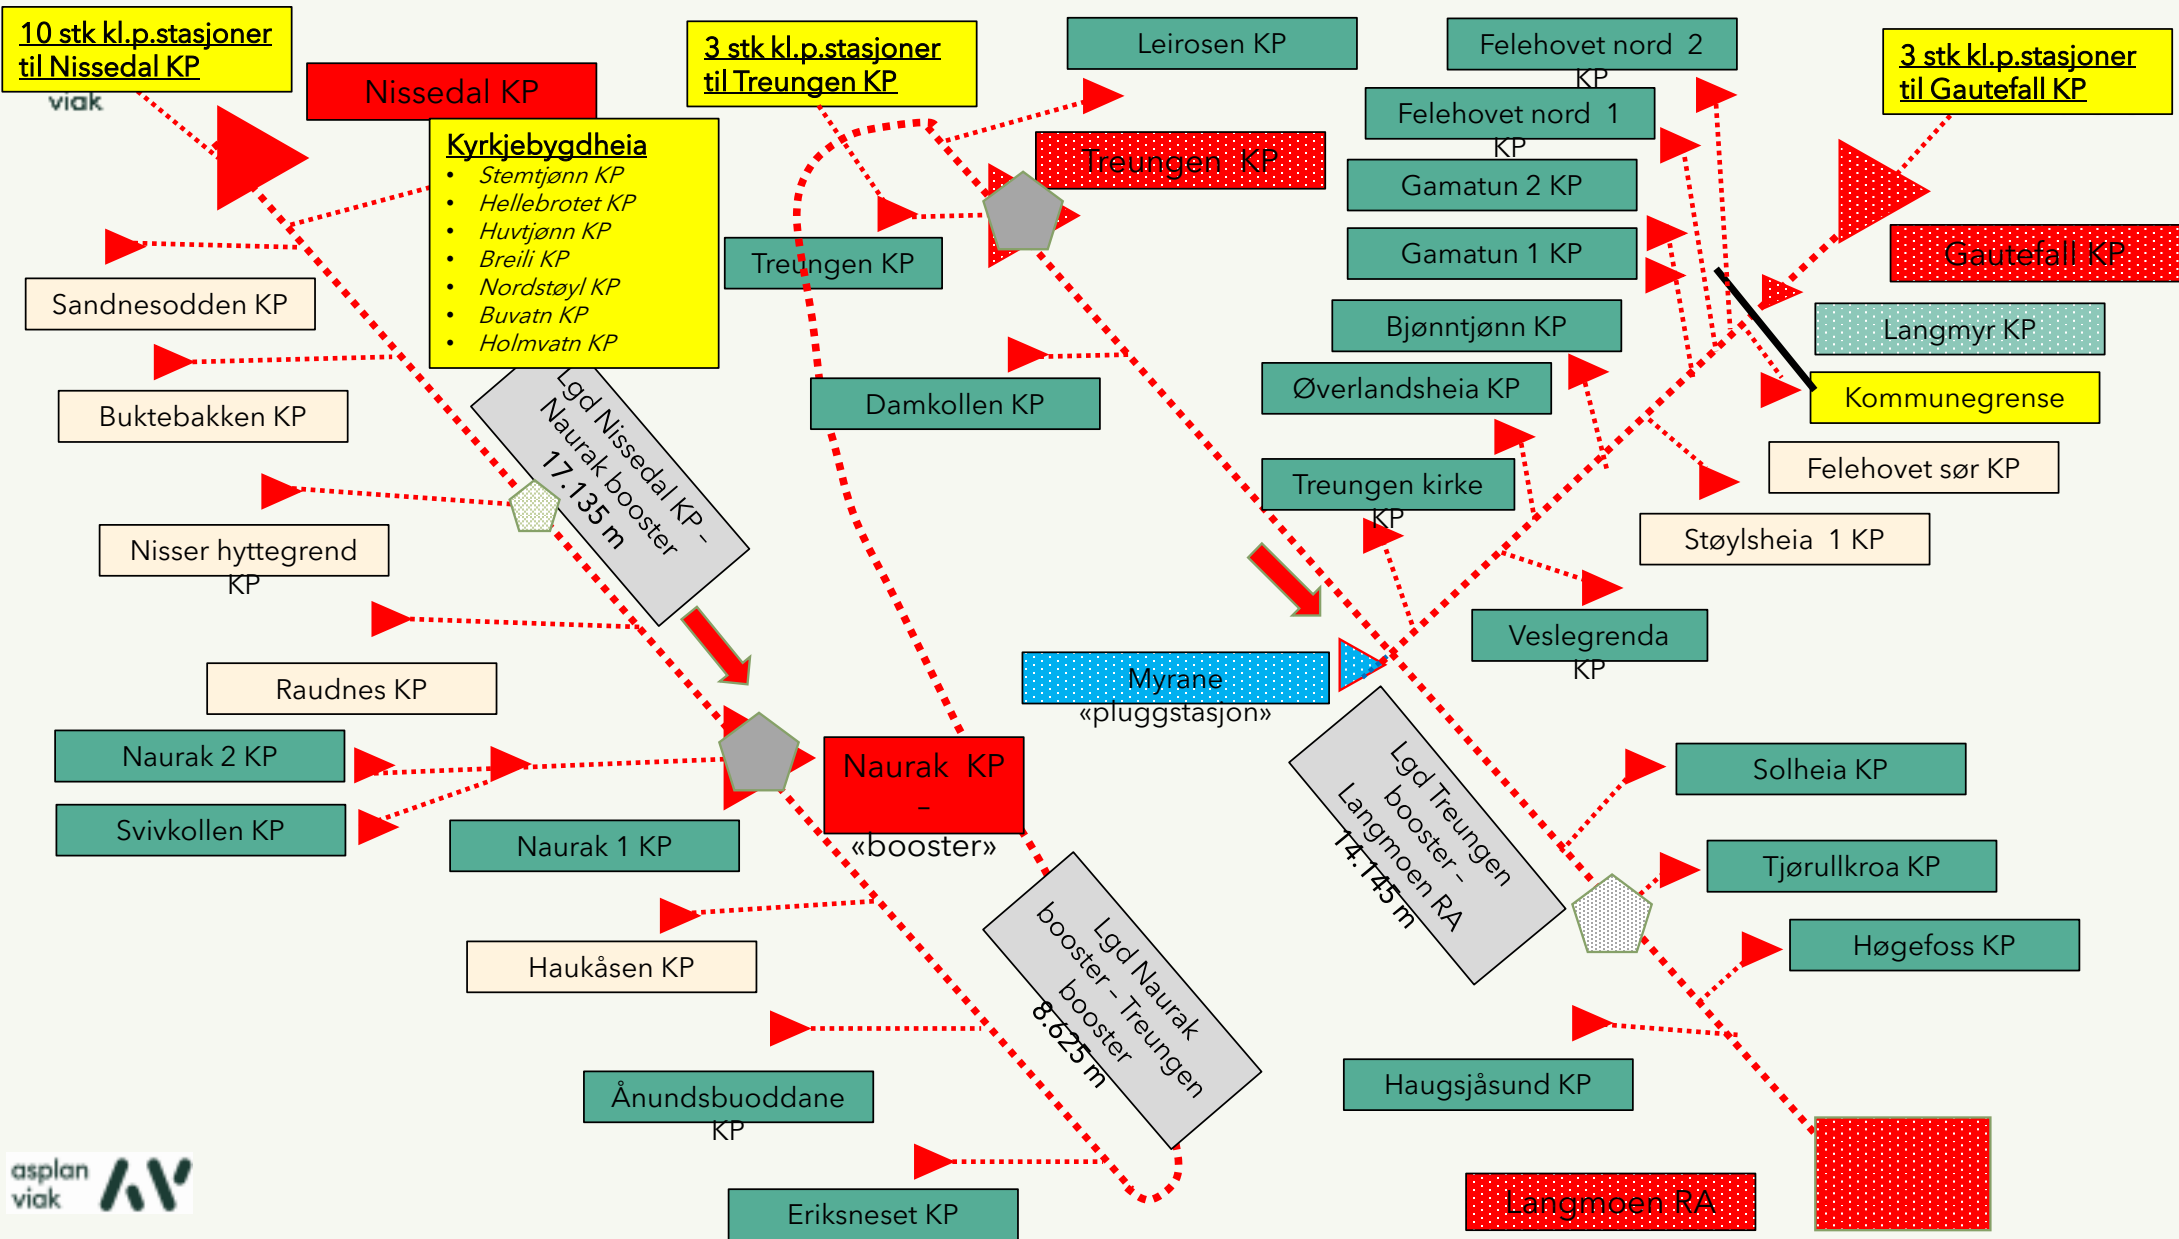 10 stk kl.p.stasjoner
til Nissedal KP
viak
Nissedal KP
Kyrkjebygdheia
• Stemtjønn KP
• Hellebrotet KP
• Huvtjønn KP
• Breili KP
• Nordstøyl KP
• Buvatn KP
• Holmvatn KP
Sandnesodden KP
Buktebakken KP
Nisser hyttegrend
KP
Raudnes KP
Naurak 2 KP
Svivkollen KP
Naurak 1 KP
Haukåsen KP
Ånundsbuoddane
KP
Eriksneset KP
Lgd Nissedal KP –
Naurak booster
17.135 m
Naurak KP
–
«booster»
Lgd Naurak
booster – Treungen
booster
8.625 m
3 stk kl.p.stasjoner
til Treungen KP
Leirosen KP
Treungen KP
Treungen KP
Damkollen KP
Felehovet nord 2
KP
Felehovet nord 1
KP
Gamatun 2 KP
Gamatun 1 KP
Bjønntjønn KP
Øverlandsheia KP
Treungen kirke
KP
3 stk kl.p.stasjoner
til Gautefall KP
Gautefall KP
Langmyr KP
Kommunegrense
Felehovet sør KP
Støylsheia 1 KP
Veslegrenda
KP
Myrane
«pluggstasjon»
Lgd Treungen
booster –
Langmoen RA
14.145 m
Solheia KP
Tjørullkroa KP
Høgefoss KP
Haugsjåsund KP
Langmoen RA
asplan
viak